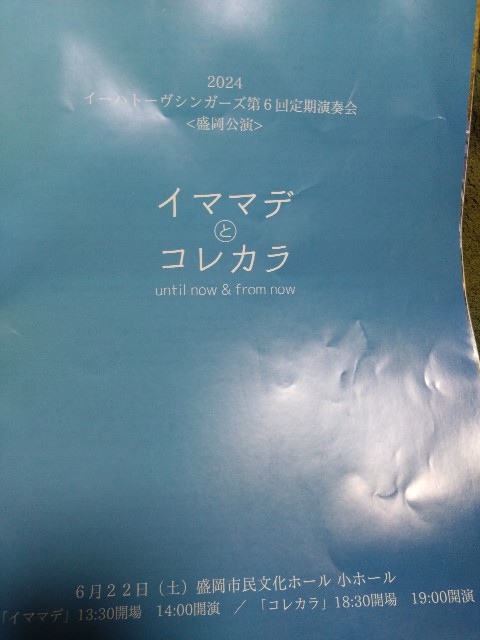 2024
イーハトーヴシンガーズ第６回定期演奏会
<盛岡公演>
イママデ
と
コレカラ
until now & from now
６月２２日（土）盛岡市民文化ホール 小ホール
「イママデ」13:30開場　14:00開演　／「コレカラ」18:30開場　19:00開演